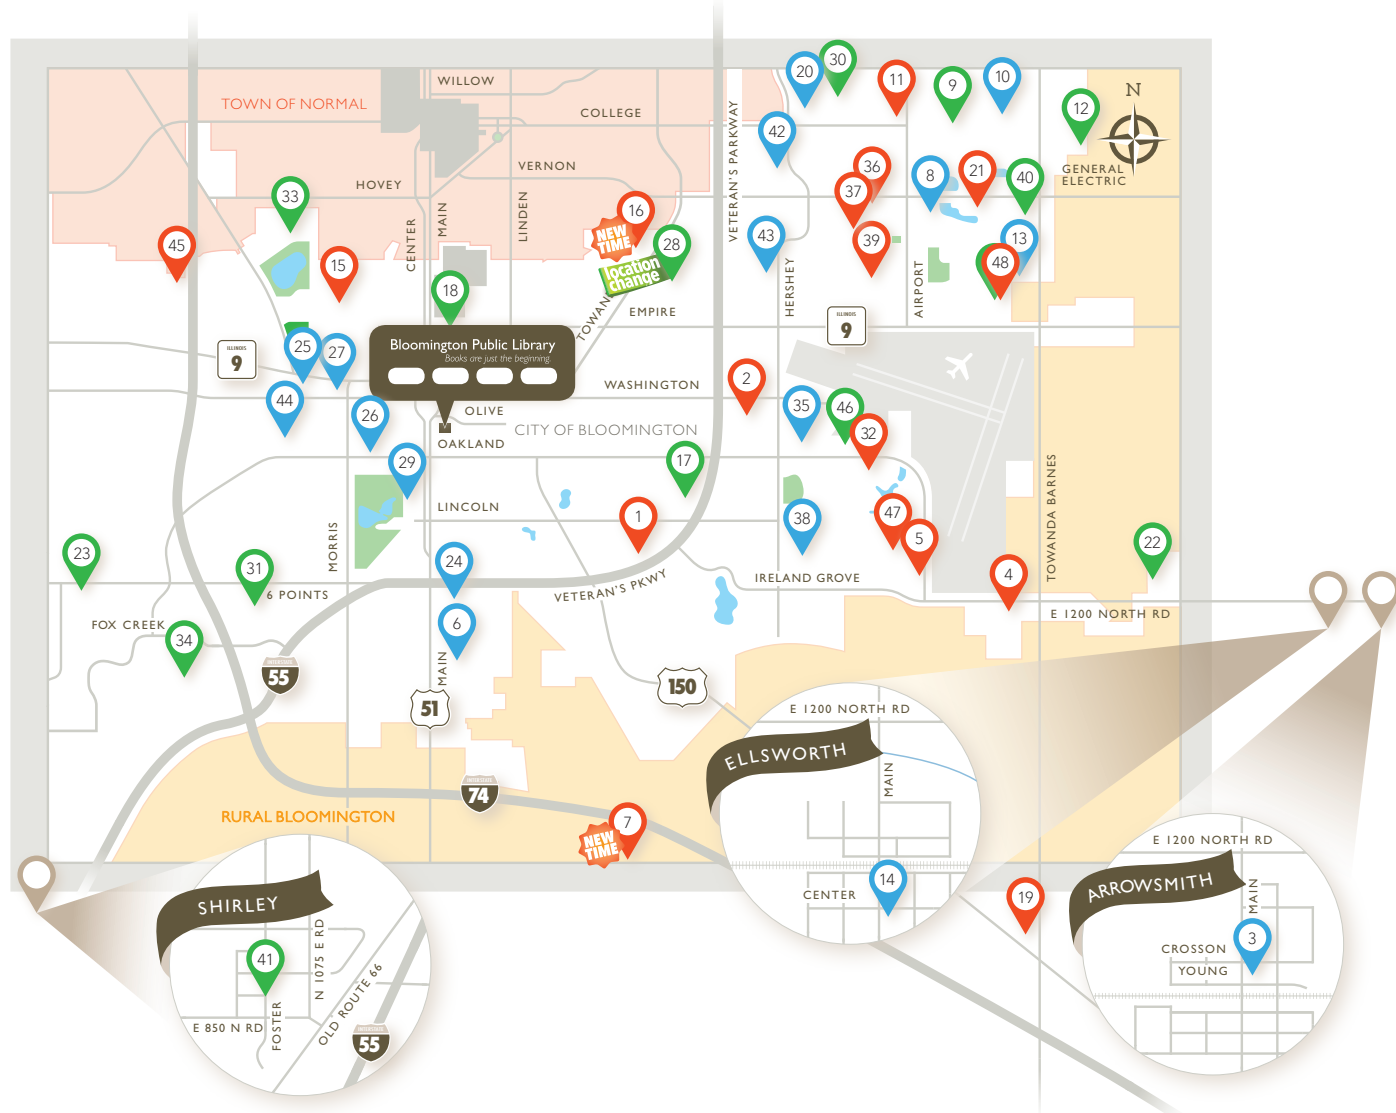 WILLOW
TOWN OF NORMAL
COLLEGE
VERNON
HOVEY
CENTER
MAIN
LINDEN
VETERAN'S PARKWAY
20
30
11
9
10
12
N
42
36
37
8
21
40
GENERAL
ELECTRIC
33
45
15
16
NEW
TIME
28
location
change
43
39
13
48
18
HERSHEY
AIRPORT
EMPIRE
ILLINOIS
9
ILLINOIS
9
25
27
Bloomington Public Library
Books are just the beginning.
WASHINGTON
2
44
26
OLIVE
CITY OF BLOOMINGTON
OAKLAND
35
46
32
29
17
LINCOLN
1
38
47
5
MORRIS
TOWANDA BARNES
23
31
6 POINTS
24
VETERAN'S PKWY
IRELAND GROVE
4
22
E 1200 NORTH RD
FOX CREEK
34
6
MAIN
INTERSTATE
55
51
150
INTERSTATE
74
RURAL BLOOMINGTON
7
NEW
TIME
E 1200 NORTH RD
ELLSWORTH
MAIN
CENTER
14
19
E 1200 NORTH RD
ARROWSMITH
MAIN
3
CROSSON
YOUNG
SHIRLEY
41
N 1075 E RD
OLD ROUTE 66
E 850 N RD
FOSTER
INTERSTATE
55